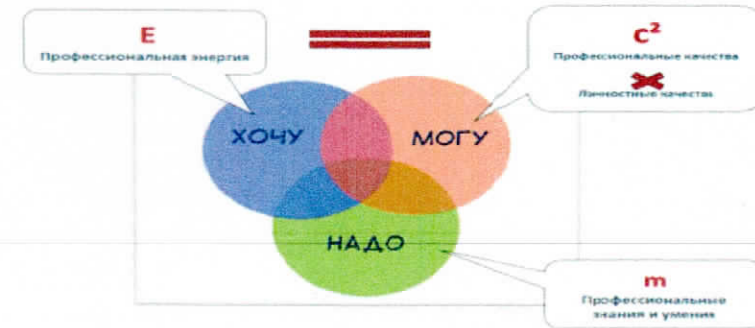 E
Профессиональная энергия
c²
Профессиональные качества
Личностные качества
ХОЧУ
МОГУ
НАДО
m
Профессиональные
знания и умения